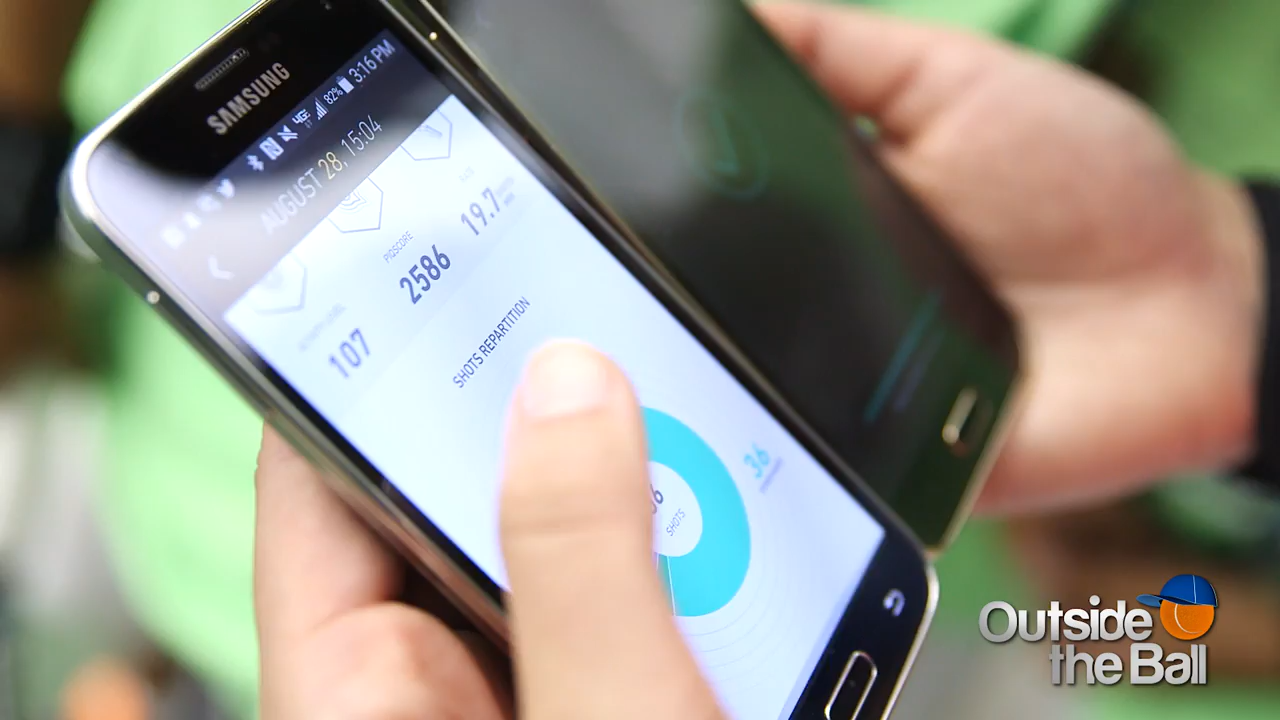 SAMSUNG
4GE 82% 3:16 PM
AUGUST 28, 15:04
PIQSCORE
107
2586
19.7
SHOTS REPARTITION
36
SHOTS
Outside
the Ball